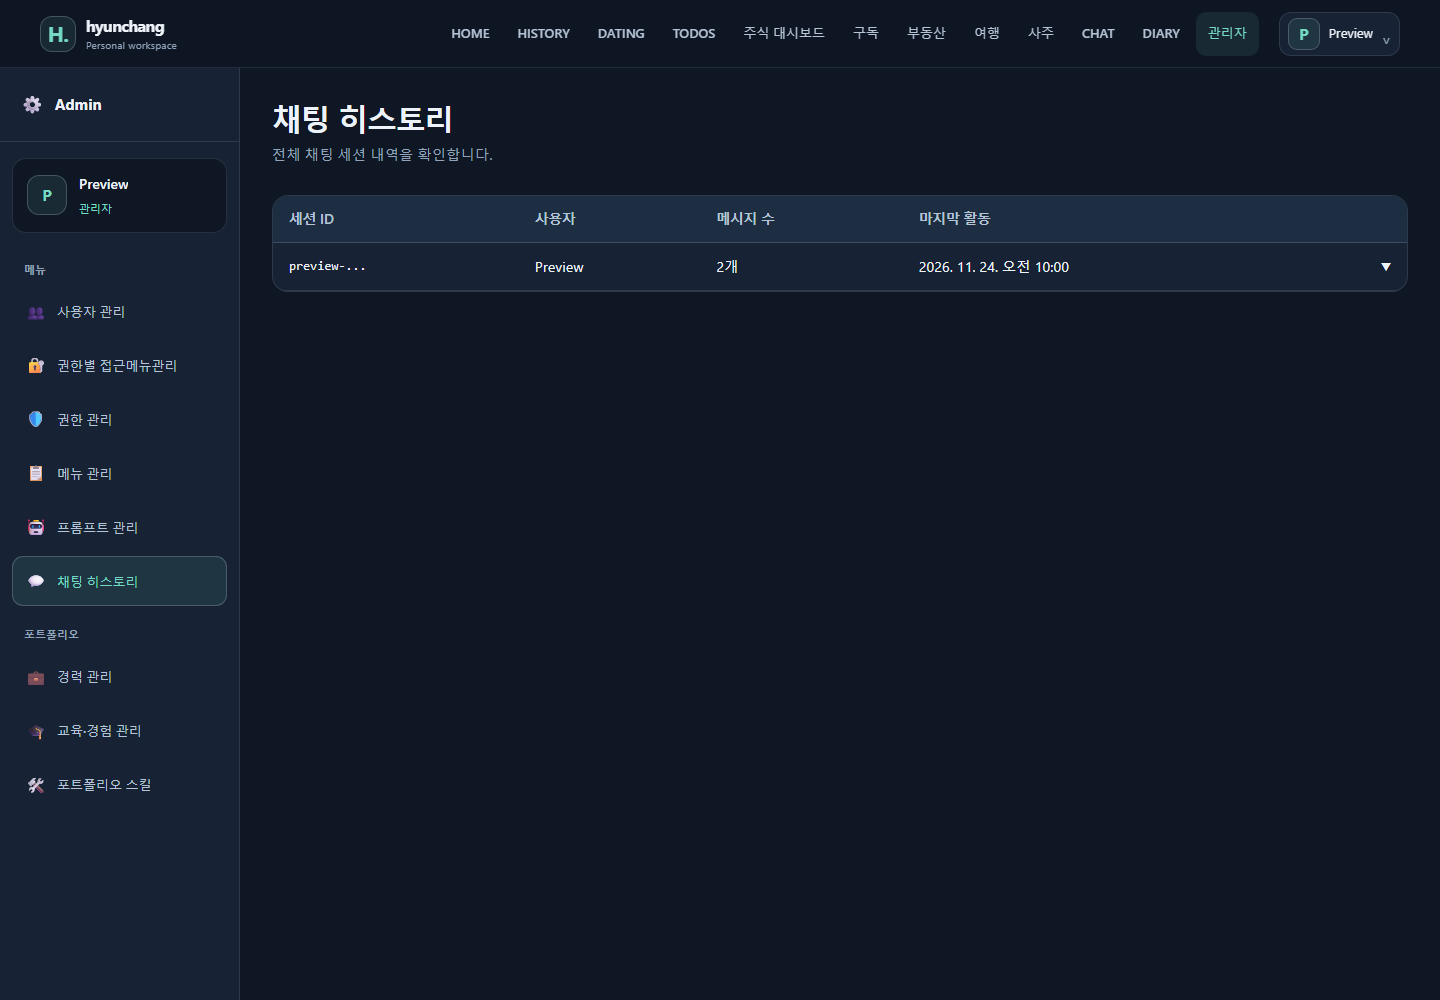 H.
hyunchang
Personal workspace
HOME
HISTORY
DATING
TODOS
주식 대시보드
구독
부동산
여행
사주
CHAT
DIARY
관리자
P
Preview
v
Admin
P
Preview
관리자
메뉴
사용자 관리
권한별 접근메뉴관리
권한 관리
메뉴 관리
프롬프트 관리
채팅 히스토리
포트폴리오
경력 관리
교육·경험 관리
포트폴리오 스킬
채팅 히스토리
전체 채팅 세션 내역을 확인합니다.
세션 ID
사용자
메시지 수
마지막 활동
preview-...
Preview
2개
2026. 11. 24. 오전 10:00
▼